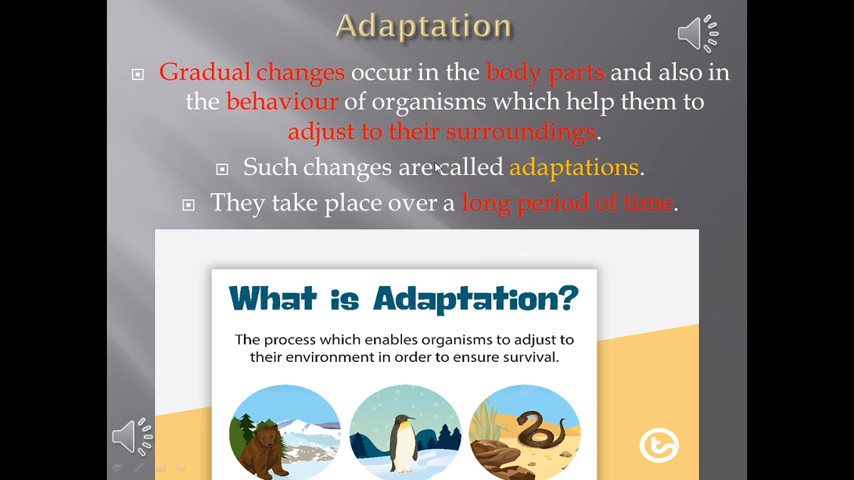 Adaptation
Gradual changes occur in the body parts and also in
the behaviour of organisms which help them to
adjust to their surroundings.
Such changes are called adaptations.
They take place over a long period of time.
What is Adaptation?
The process which enables organisms to adjust to
their environment in order to ensure survival.